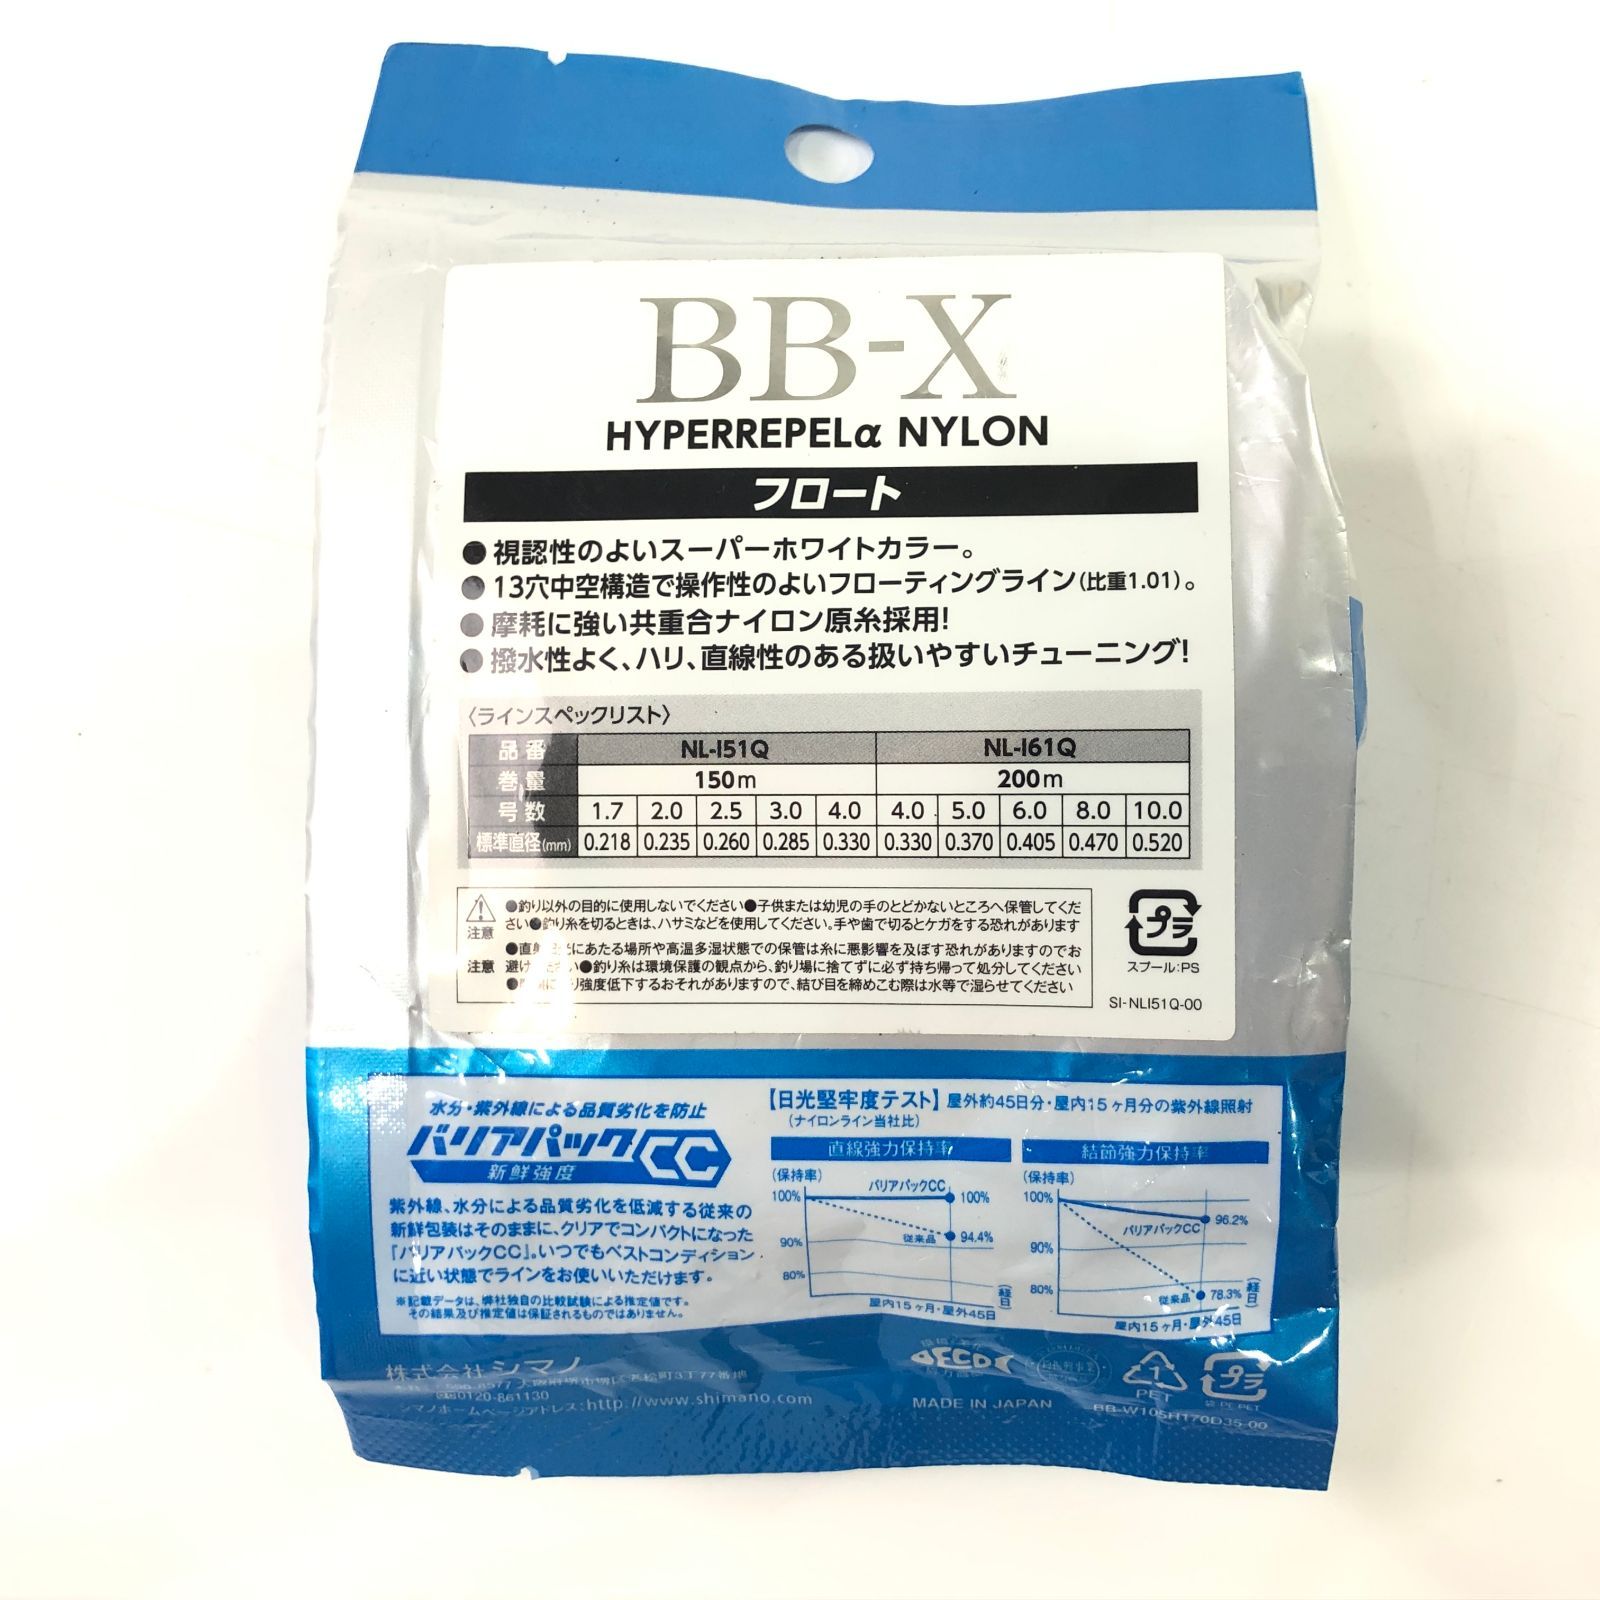 BB-X
HYPERREPELα NYLON
フロート
●視認性のよいスーパーホワイトカラー。
●13穴中空構造で操作性のよいフローティングライン(比重1.01)。
●摩耗に強い共重合ナイロン原糸採用!
●撥水性よく、ハリ、直線性のある扱いやすいチューニング!
〈ラインスペックリスト〉
品番 NL-I51Q NL-I61Q
巻量 150m 200m
号数 1.7 2.0 2.5 3.0 4.0 4.0 5.0 6.0 8.0 10.0
標準直径(mm) 0.218 0.235 0.260 0.285 0.330 0.330 0.370 0.405 0.470 0.520
注意
●釣り以外の目的に使用しないでください●子供または幼児の手のとどかないところへ保管してくだ
さい●釣り糸を切るときは、ハサミなどを使用してください。手や歯で切るとケガをする恐れがあります
注意
●直射 光にあたる場所や高温多湿状態での保管は糸に悪影響を及ぼす恐れがありますのでお
避け い●釣り糸は環境保護の観点から、釣り場に捨てずに必ず持ち帰って処分してください
● 強度低下するおそれがありますので、結び目を締めこむ際は水等で湿らせてください
プラ
スプール:PS
SI-NLI51Q-00
水分・紫外線による品質劣化を防止
バリアパックCC
新鮮強度
紫外線、水分による品質劣化を低減する従来の
新鮮包装はそのままに、クリアでコンパクトになった
「バリアパックCC」。いつでもベストコンディション
に近い状態でラインをお使いいただけます。
※記載データは、弊社独自の比較試験による推定値です。
その結果及び推定値は保証されるものではありません。
【日光堅牢度テスト】屋外約45日分・屋内15ヶ月分の紫外線照射
(ナイロンライン当社比)
直線強力保持率
(保持率)
100%
90%
80%
バリアパックCC 100%
従来品 94.4%
(経日)
屋内15ヶ月・屋外45日
結節強力保持率
(保持率)
100%
90%
80%
バリアパックCC 96.2%
従来品 78.3%
(経日)
屋内15ヶ月・屋外45日
株式会社シマノ
3丁77番地
0120-861130
シマノホームページアドレス:http://www.shimano.com
MADE IN JAPAN
1
PET
プラ
BB-W105H170D35-00